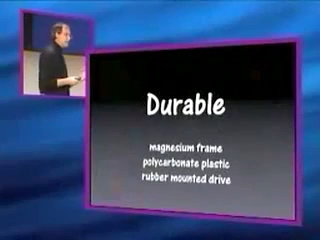 Durable
magnesium frame
polycarbonate plastic
rubber mounted drive